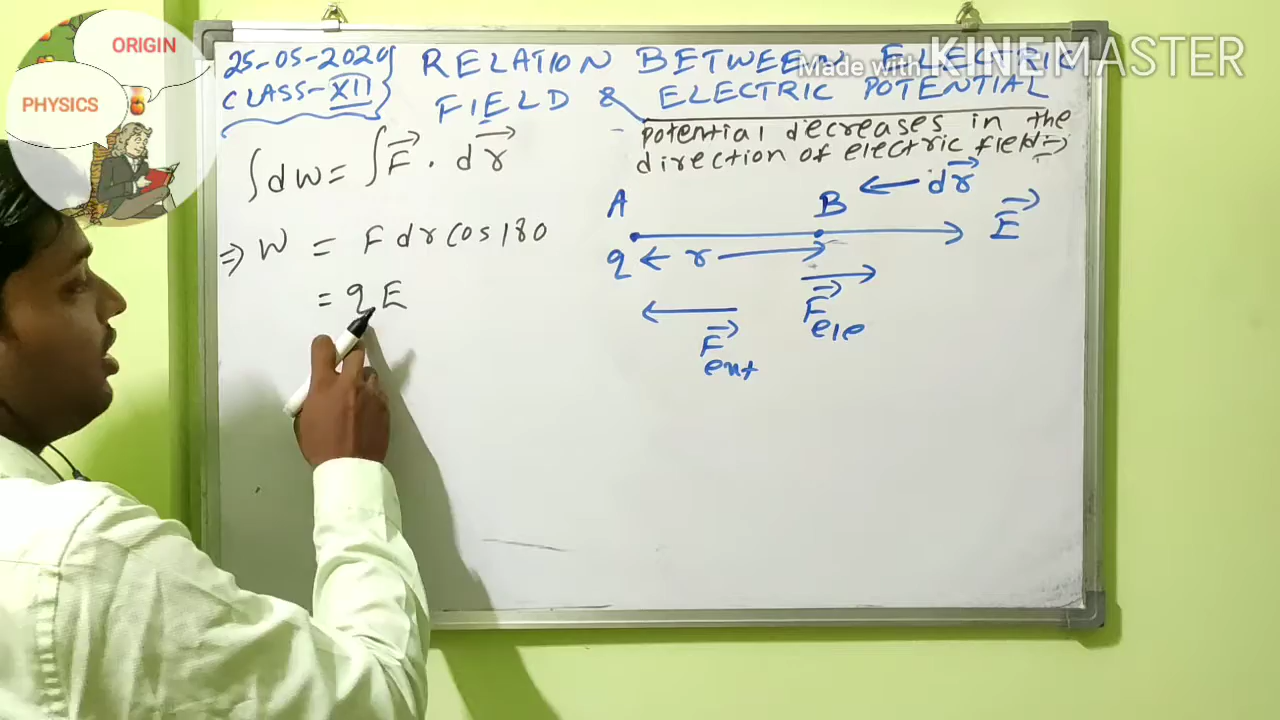 ORIGIN
PHYSICS
Made with KINEMASTER
25-05-2020
CLASS-XII
RELATION BETWEEN ELECTRIC
FIELD & ELECTRIC POTENTIAL
potential decreases in the
direction of electric field ⇒
∫dW = ∫F⃗ . dr⃗
⇒ W = F dr cos 180
= qE
← dr⃗
A B E⃗
q ← r →
F⃗ ele
F⃗ ext